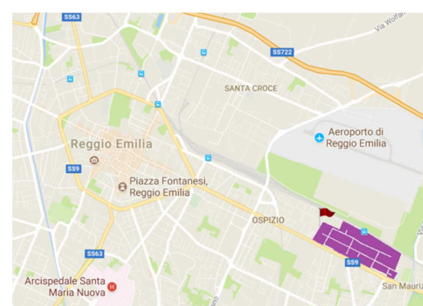 SS63
Via Wolfa
SS722
SANTA CROCE
Aeroporto di
Reggio Emilia
Reggio Emilia
SS9
Piazza Fontanesi,
Reggio Emilia
OSPIZIO
SS63
SS9
San Mauriz
Arcispedale Santa
Maria Nuova
H